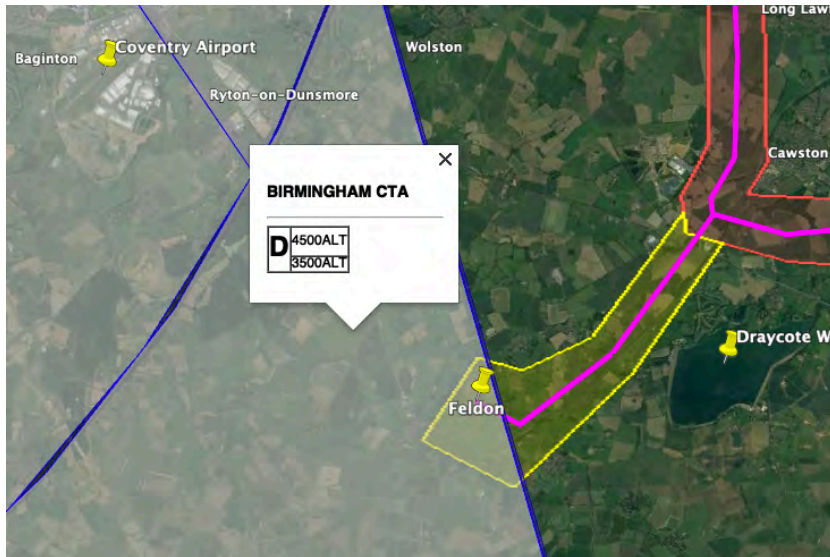 Long Law
Coventry Airport
Wolston
Baginton
Ryton-on-Dunsmore
Cawston
BIRMINGHAM CTA
D
4500ALT
3500ALT
Draycote W
Feldon